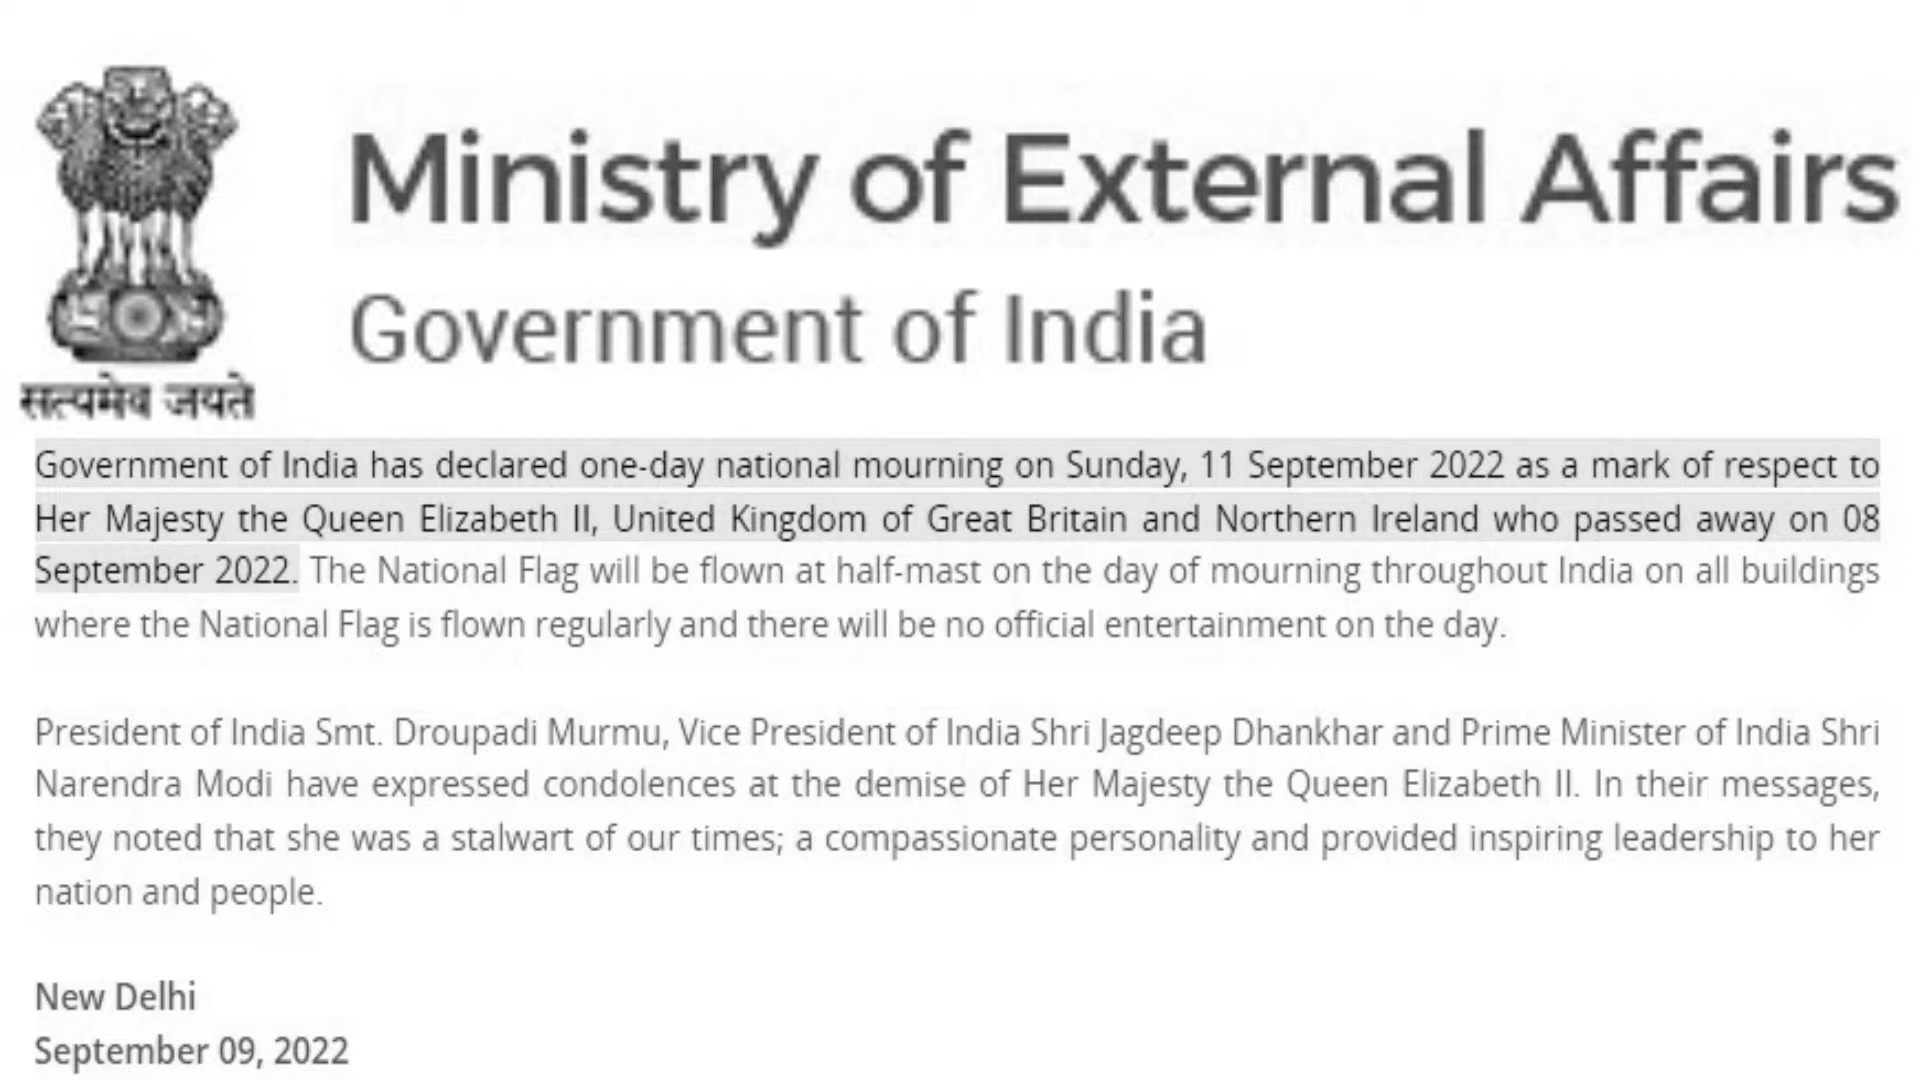 Ministry of External Affairs
Government of India
सत्यमेव जयते
Government of India has declared one-day national mourning on Sunday, 11 September 2022 as a mark of respect to
Her Majesty the Queen Elizabeth II, United Kingdom of Great Britain and Northern Ireland who passed away on 08
September 2022. The National Flag will be flown at half-mast on the day of mourning throughout India on all buildings
where the National Flag is flown regularly and there will be no official entertainment on the day.
President of India Smt. Droupadi Murmu, Vice President of India Shri Jagdeep Dhankhar and Prime Minister of India Shri
Narendra Modi have expressed condolences at the demise of Her Majesty the Queen Elizabeth II. In their messages,
they noted that she was a stalwart of our times; a compassionate personality and provided inspiring leadership to her
nation and people.
New Delhi
September 09, 2022